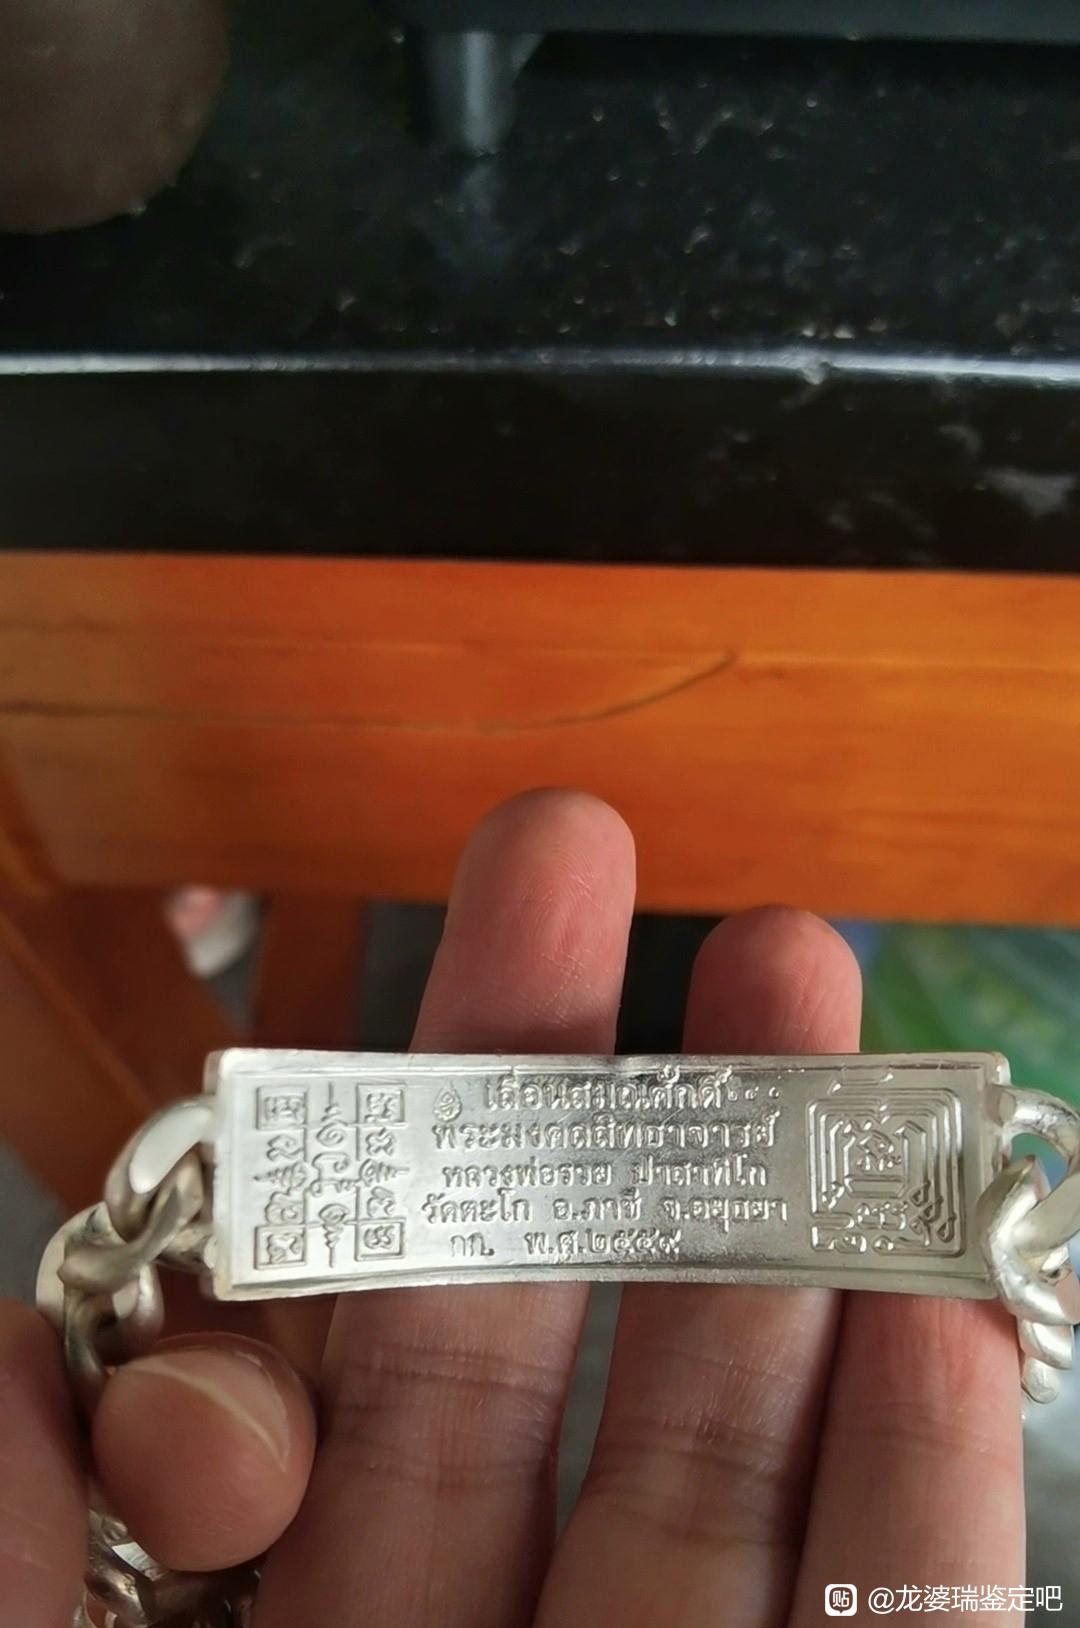 เลื่อนสมณศักดิ์
พระมงคลสิทธาจารย์
หลวงพ่อรวย ปาสาทิโก
วัดตะโก อ.ภาชี จ.อยุธยา
พ.ศ.๒๕๕๙
贴 @龙婆瑞鉴定吧